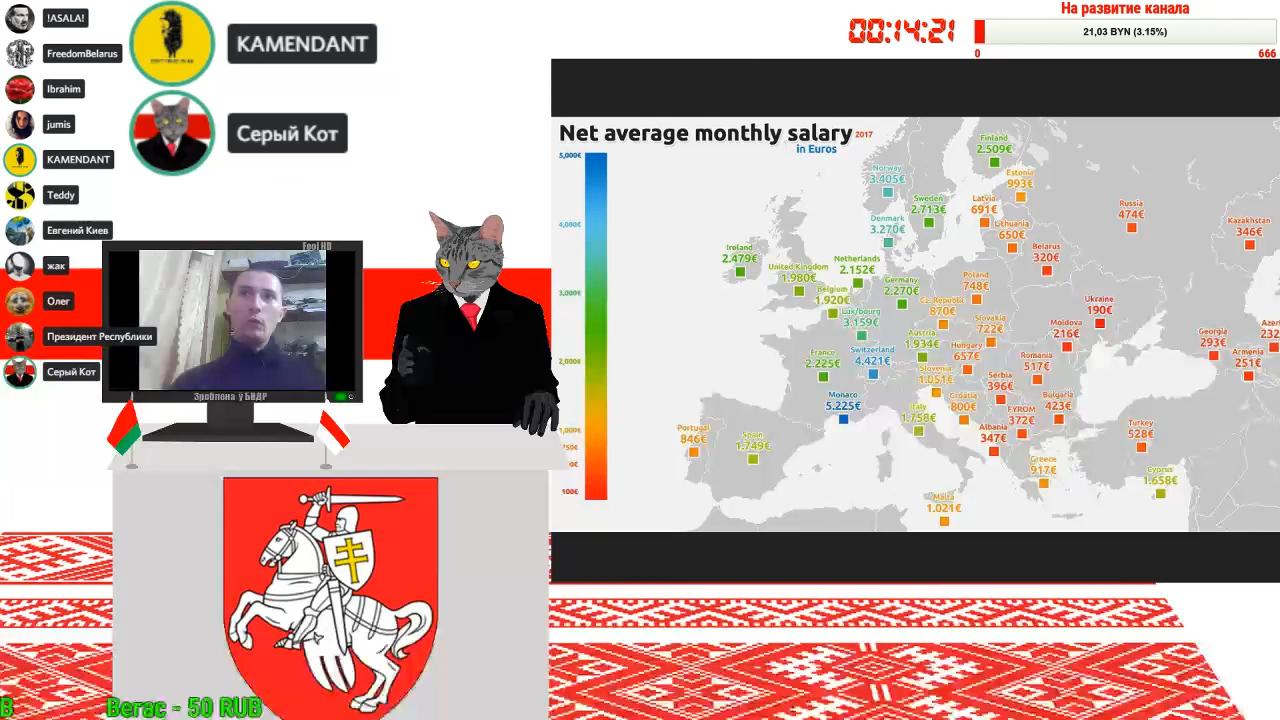 !ASALA!
FreedomBelarus
Ibrahim
jumis
KAMENDANT
Teddy
Евгений Киев
жак
Олег
Президент Республики
Серый Кот
KAMENDANT
Серый Кот
00:14:21
На развитие канала
21,03 BYN (3.15%)
0
666
Fool HD
Зроблена ў БНДР
Net average monthly salary 2017
in Euros
5,000€
4,000€
3,000€
2,000€
1,000€
750€
100€
Finland
2.509€
Norway
3.405€
Estonia
993€
Sweden
2.713€
Latvia
691€
Russia
474€
Denmark
3.270€
Lithuania
650€
Kazakhstan
346€
Ireland
2.479€
Belarus
320€
United Kingdom
1.980€
Netherlands
2.152€
Germany
2.270€
Poland
748€
Belgium
1.920€
Cz. Republic
870€
Ukraine
190€
Lux/bourg
3.159€
Slovakia
722€
Moldova
216€
Austria
1.934€
Georgia
293€
Azer
232
France
2.225€
Switzerland
4.421€
Hungary
657€
Romania
517€
Armenia
251€
Slovenia
1.051€
Serbia
396€
Monaco
5.225€
Croatia
800€
Bulgaria
423€
Italy
1.758€
FYROM
372€
Portugal
846€
Spain
1.749€
Albania
347€
Turkey
528€
Greece
917€
Cyprus
1.658€
Malta
1.021€
В
Вегас - 50 RUB